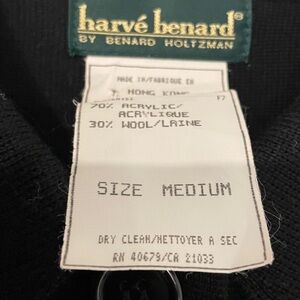 harvé benard®
BY BENARD HOLTZMAN
MADE IN/FABRIQUE EN
HONG KONG
F7
70% ACRYLIC/
ACRYLIQUE
30% WOOL/LAINE
SIZE MEDIUM
DRY CLEAN/NETTOYER A SEC
RN 40679/CA 21033